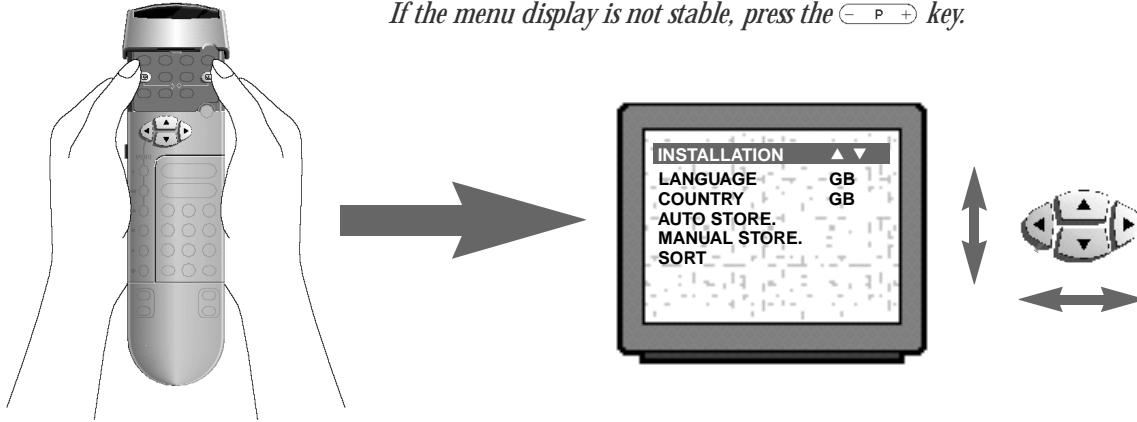 If the menu display is not stable, press the - P + key.
INSTALLATION ▲ ▼
LANGUAGE GB
COUNTRY GB
AUTO STORE.
MANUAL STORE.
SORT